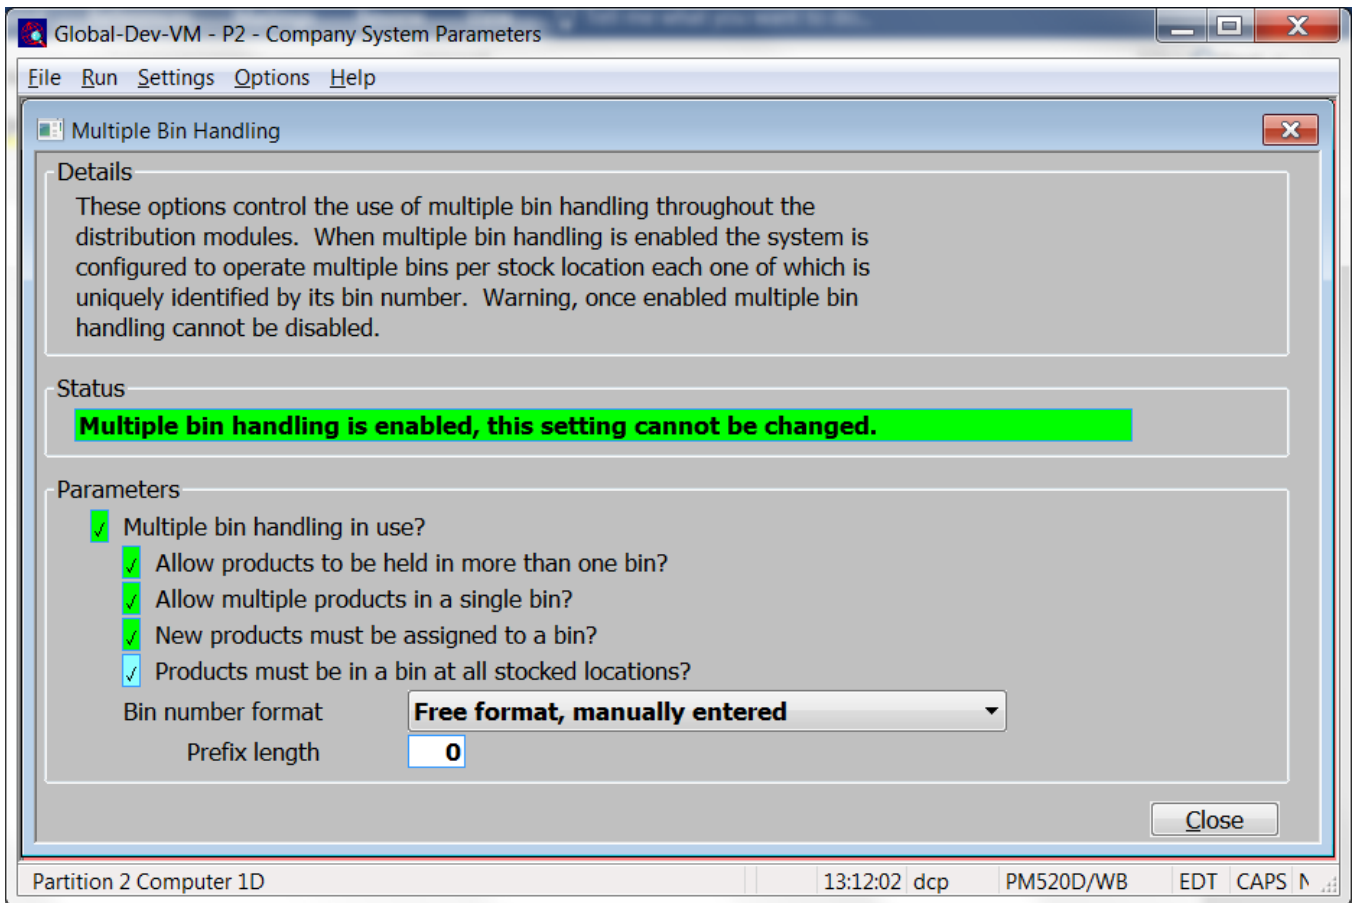 Tell me what you want to do...
Global-Dev-VM - P2 - Company System Parameters
File Run Settings Options Help
Multiple Bin Handling
Details
These options control the use of multiple bin handling throughout the
distribution modules. When multiple bin handling is enabled the system is
configured to operate multiple bins per stock location each one of which is
uniquely identified by its bin number. Warning, once enabled multiple bin
handling cannot be disabled.
Status
Multiple bin handling is enabled, this setting cannot be changed.
Parameters
Multiple bin handling in use?
Allow products to be held in more than one bin?
Allow multiple products in a single bin?
New products must be assigned to a bin?
Products must be in a bin at all stocked locations?
Bin number format Free format, manually entered
Prefix length 0
Close
Partition 2 Computer 1D 13:12:02 dcp PM520D/WB EDT CAPS N